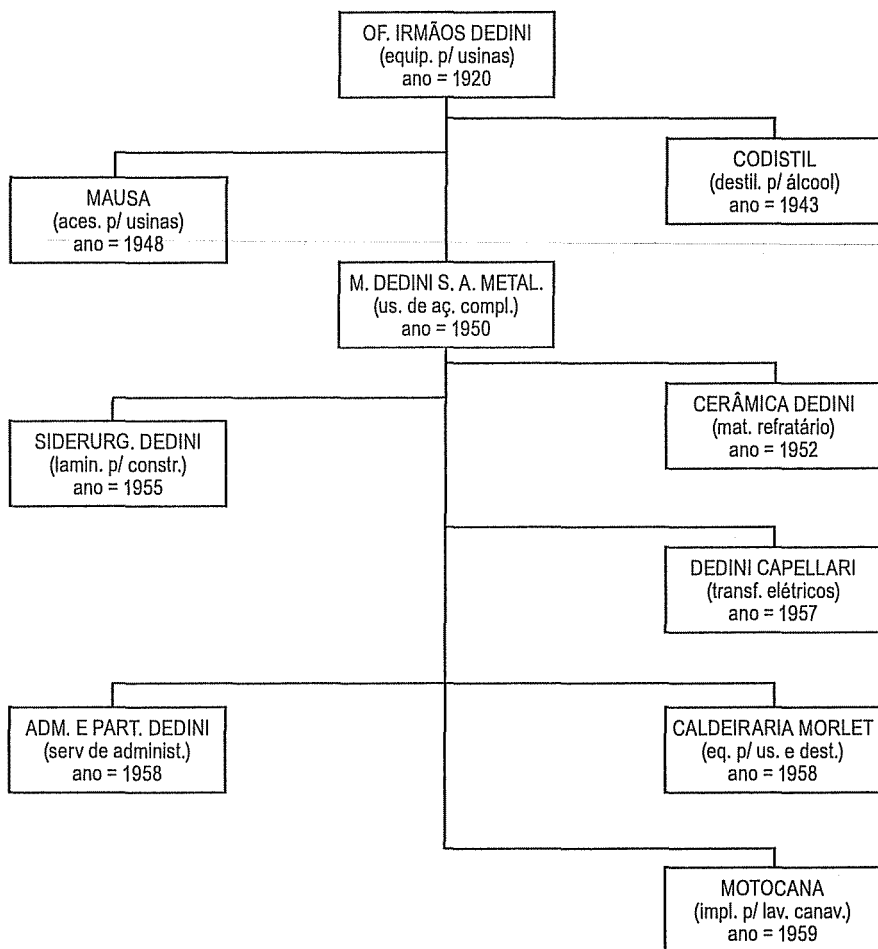 OF. IRMÃOS DEDINI
(equip. p/ usinas)
ano = 1920
CODISTIL
(destil. p/ álcool)
ano = 1943
MAUSA
(aces. p/ usinas)
ano = 1948
M. DEDINI S. A. METAL.
(us. de aç. compl.)
ano = 1950
CERÂMICA DEDINI
(mat. refratário)
ano = 1952
SIDERURG. DEDINI
(lamin. p/ constr.)
ano = 1955
DEDINI CAPELLARI
(transf. elétricos)
ano = 1957
ADM. E PART. DEDINI
(serv de administ.)
ano = 1958
CALDEIRARIA MORLET
(eq. p/ us. e dest.)
ano = 1958
MOTOCANA
(impl. p/ lav. canav.)
ano = 1959